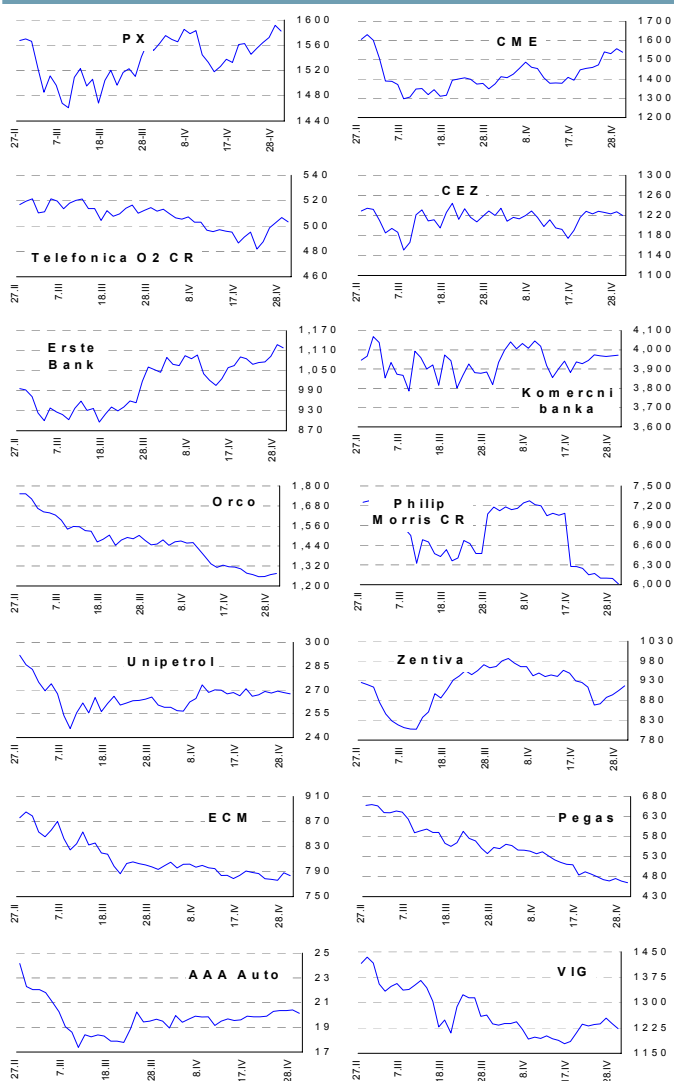 PX
1600
1560
1520
1480
1440
27-II
7-III
18-III
28-III
8-IV
17-IV
28-IV
CME
1700
1600
1500
1400
1300
1200
27.II
7.III
18.III
28.III
8.IV
17.IV
28.IV
Telefonica O2 CR
540
520
500
480
460
27.II
7.III
18.III
28.III
8.IV
17.IV
28.IV
CEZ
1300
1260
1220
1180
1140
1100
27.II
7.III
18.III
28.III
8.IV
17.IV
28.IV
Erste
Bank
1,170
1,110
1,050
990
930
870
27.II
7.III
18.III
28.III
8.IV
17.IV
28.IV
Komercni
banka
4,100
4,000
3,900
3,800
3,700
3,600
27.II
7.III
18.III
28.III
8.IV
17.IV
28.IV
Orco
1,800
1,680
1,560
1,440
1,320
1,200
27.II
7.III
18.III
28.III
8.IV
17.IV
28.IV
Philip
Morris CR
7,500
7,200
6,900
6,600
6,300
6,000
27.II
7.III
18.III
28.III
8.IV
17.IV
28.IV
Unipetrol
300
285
270
255
240
27.II
7.III
18.III
28.III
8.IV
17.IV
28.IV
Zentiva
1030
980
930
880
830
780
27.II
7.III
18.III
28.III
8.IV
17.IV
28.IV
ECM
910
870
830
790
750
27.II
7.III
18.III
28.III
8.IV
17.IV
28.IV
Pegas
680
630
580
530
480
430
27.II
7.III
18.III
28.III
8.IV
17.IV
28.IV
AAA Auto
25
23
21
19
17
27.II
7.III
18.III
28.III
8.IV
17.IV
28.IV
VIG
1450
1375
1300
1225
1150
27.II
7.III
18.III
28.III
8.IV
17.IV
28.IV